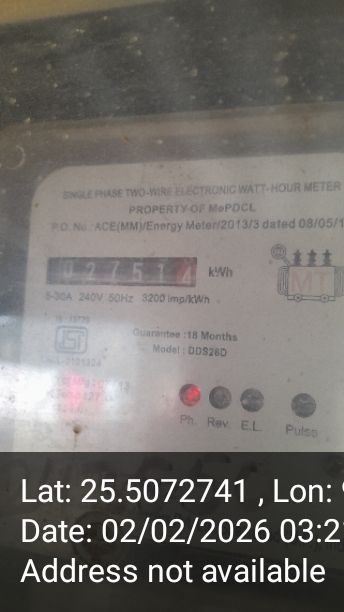 SINGLE PHASE TWO-WIRE ELECTRONIC WATT-HOUR METER
PROPERTY OF MePDCL
P.O. No.: ACE(MM)/Energy Meter/2013/3 dated 08/05/1
027514 kWh
5-30A 240V 50Hz 3200 imp/kWh
MT
Guarantee :18 Months
Model : DDS26D
Ph. Rev. E.L. Pulse
Lat: 25.5072741 , Lon:
Date: 02/02/2026 03:2
Address not available